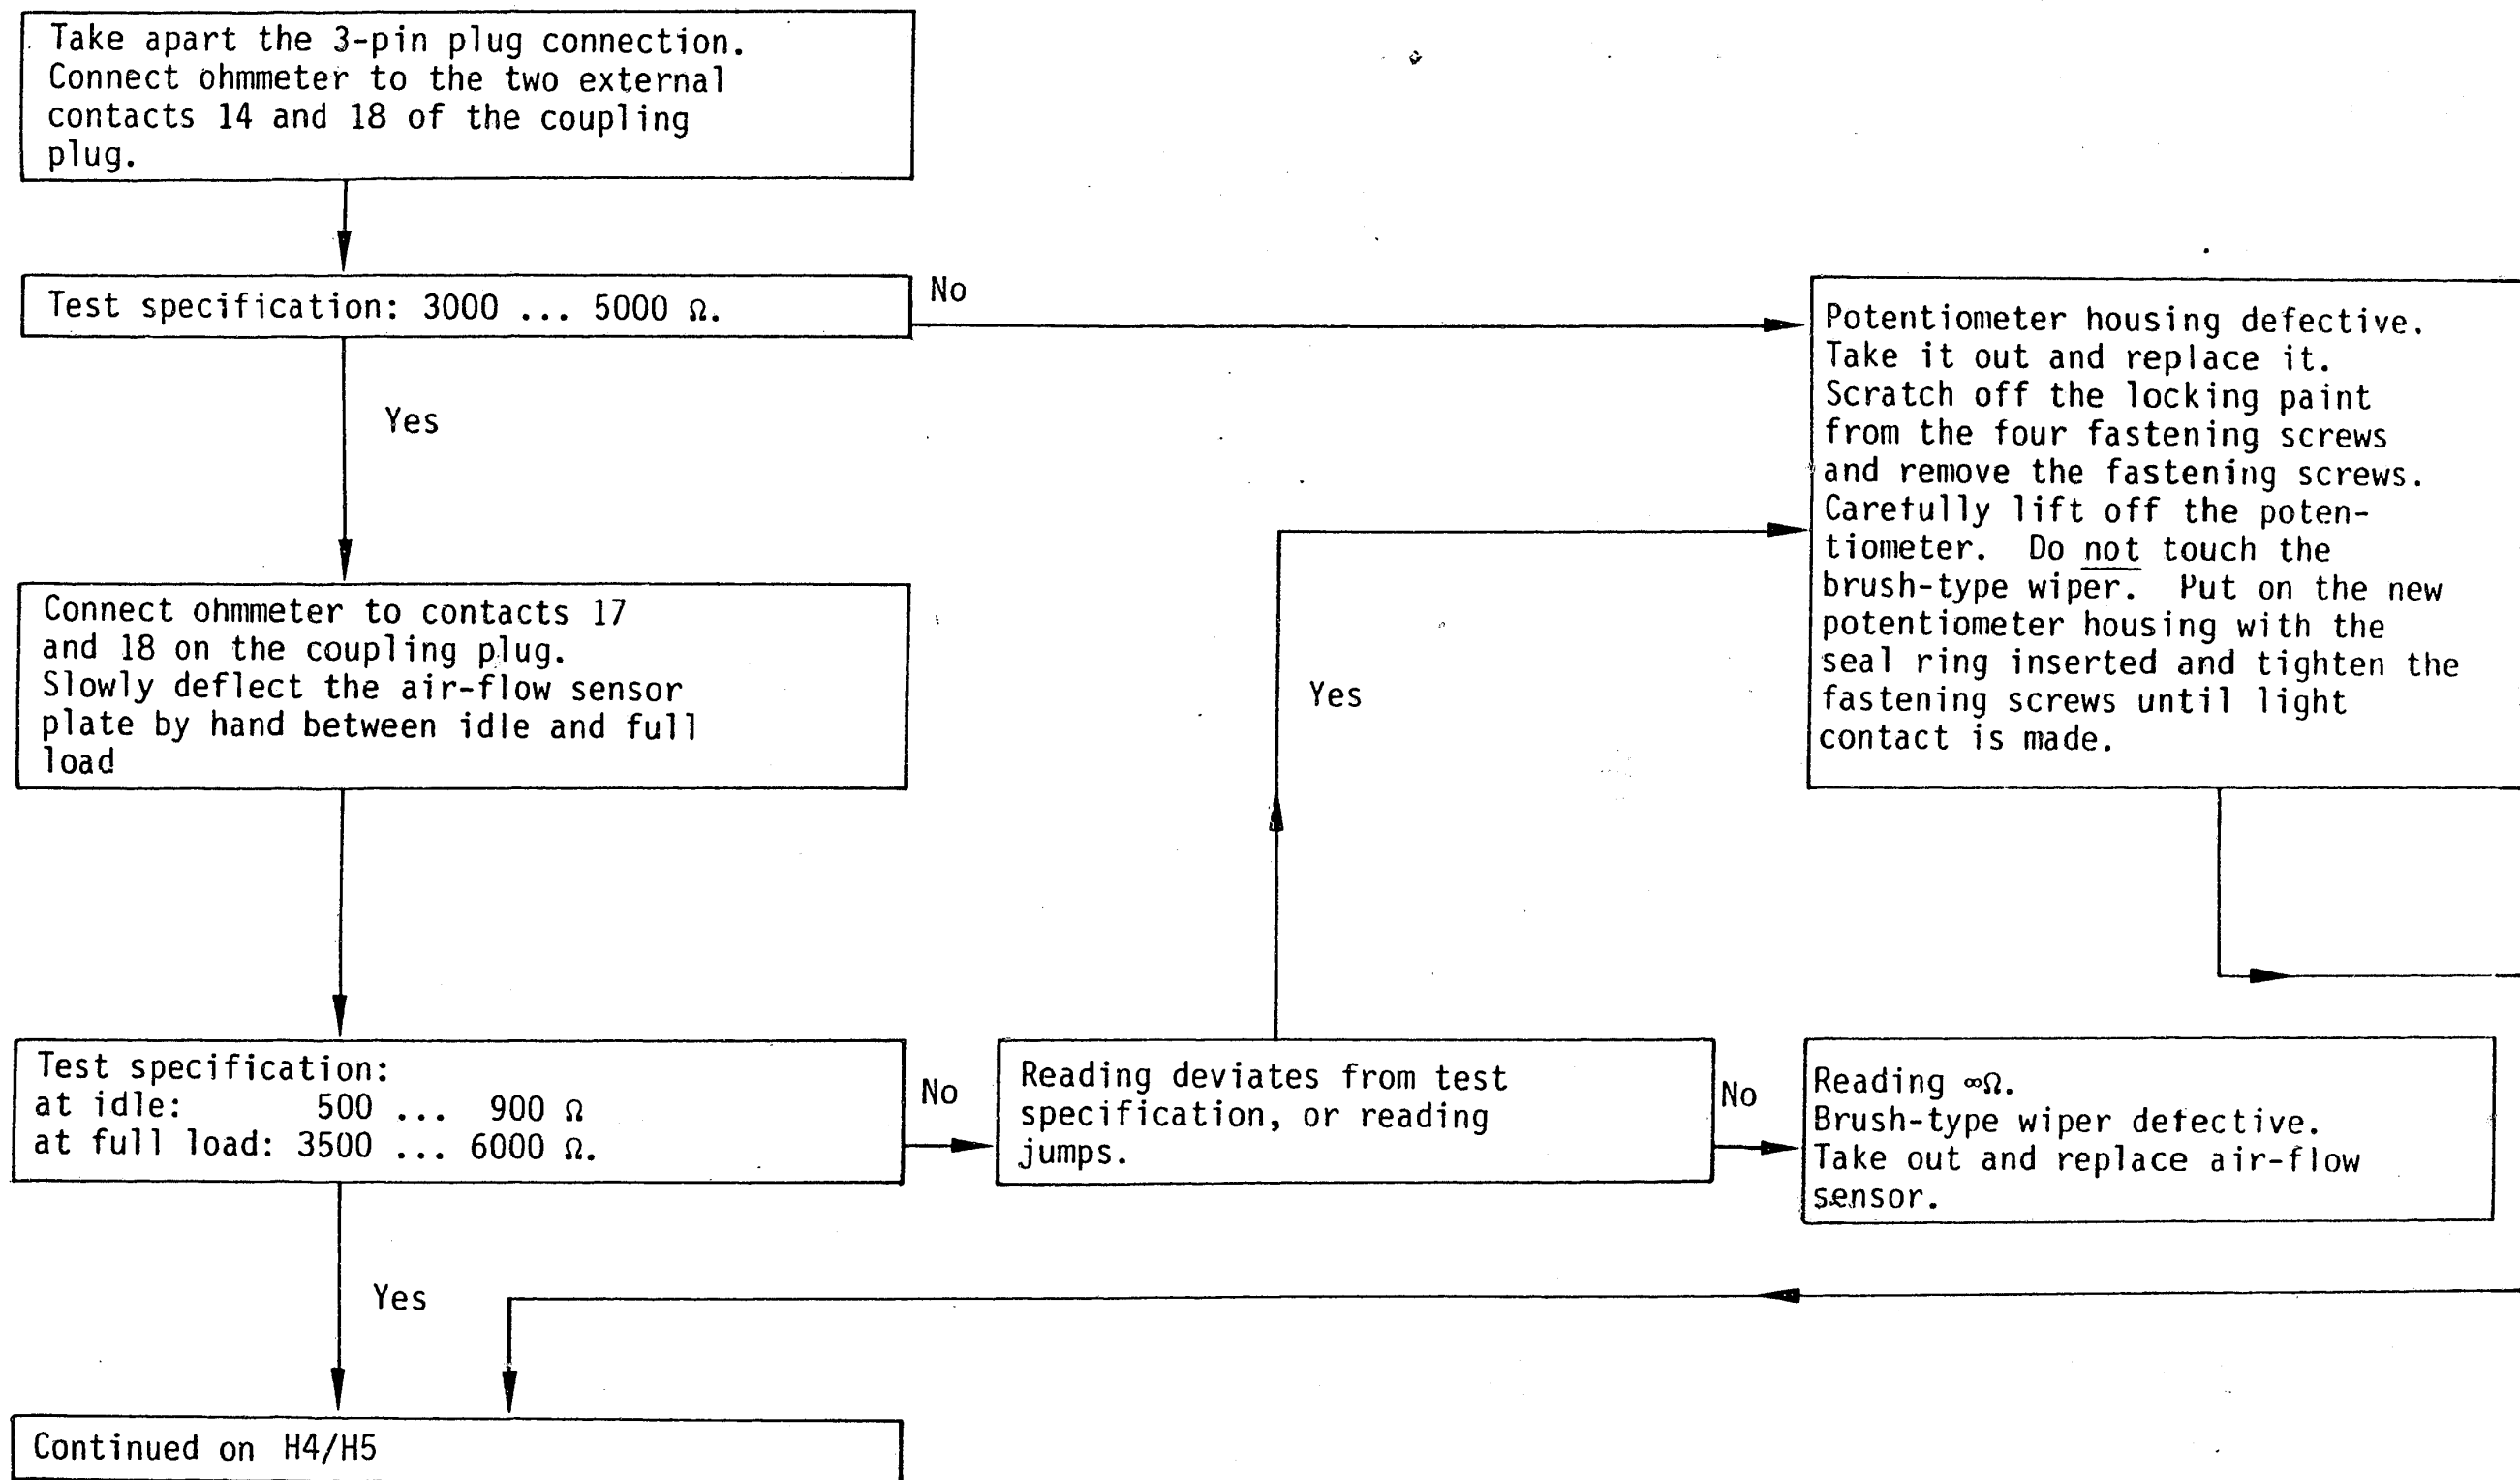 Take apart the 3-pin plug connection.
Connect ohmmeter to the two external
contacts 14 and 18 of the coupling
plug.
Test specification: 3000 ... 5000 Ω.
No
Yes
Potentiometer housing defective.
Take it out and replace it.
Scratch off the locking paint
from the four fastening screws
and remove the fastening screws.
Carefully lift off the poten-
tiometer. Do not touch the
brush-type wiper. Put on the new
potentiometer housing with the
seal ring inserted and tighten the
fastening screws until light
contact is made.
Connect ohmmeter to contacts 17
and 18 on the coupling plug.
Slowly deflect the air-flow sensor
plate by hand between idle and full
load
Yes
Test specification:
at idle: 500 ... 900 Ω
at full load: 3500 ... 6000 Ω.
No
Reading deviates from test
specification, or reading
jumps.
No
Reading ∞Ω.
Brush-type wiper defective.
Take out and replace air-flow
sensor.
Yes
Continued on H4/H5